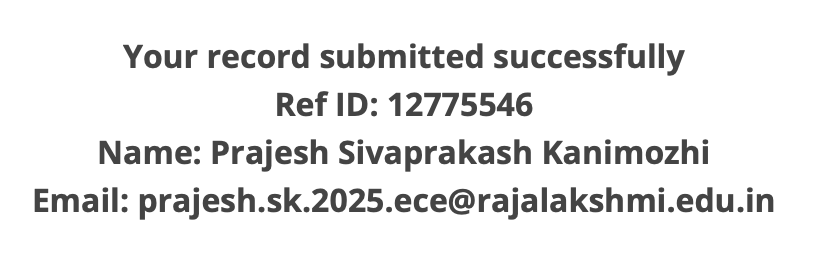 Your record submitted successfully
Ref ID: 12775546
Name: Prajesh Sivaprakash Kanimozhi
Email: prajesh.sk.2025.ece@rajalakshmi.edu.in